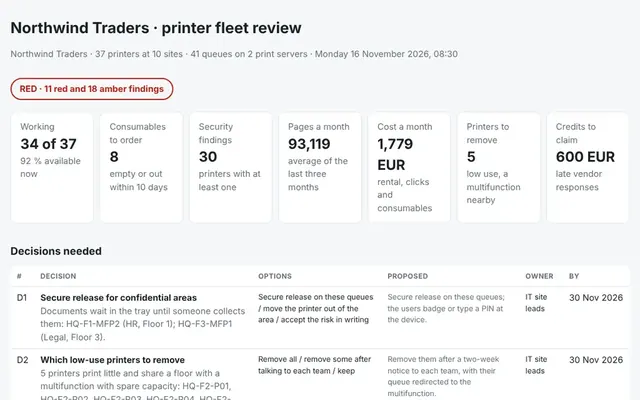 Northwind Traders · printer fleet review
Northwind Traders · 37 printers at 10 sites · 41 queues on 2 print servers · Monday 16 November 2026, 08:30
RED · 11 red and 18 amber findings
Working
34 of 37
92 % available
now
Consumables
to order
8
empty or out
within 10 days
Security
findings
30
printers with at
least one
Pages a month
93,119
average of the
last three
months
Cost a month
1,779
EUR
rental, clicks
and
consumables
Printers to
remove
5
low use, a
multifunction
nearby
Credits to
claim
600 EUR
late vendor
responses
Decisions needed
# DECISION OPTIONS PROPOSED OWNER BY
D1 Secure release for confidential areas
Documents wait in the tray until someone collects
them: HQ-F1-MFP2 (HR, Floor 1); HQ-F3-MFP1
(Legal, Floor 3).
Secure release on these queues
/ move the printer out of the
area / accept the risk in writing
Secure release on these queues;
the users badge or type a PIN at
the device.
IT site
leads
30 Nov 2026
D2 Which low-use printers to remove
5 printers print little and share a floor with a
multifunction with spare capacity: HQ-F2-P01,
HQ-F2-P02, HQ-F2-P03, HQ-F2-P04, HQ-F2-
Remove all / remove some after
talking to each team / keep
Remove them after a two-week
notice to each team, with their
queue redirected to the
multifunction.
IT site
leads
30 Nov 2026